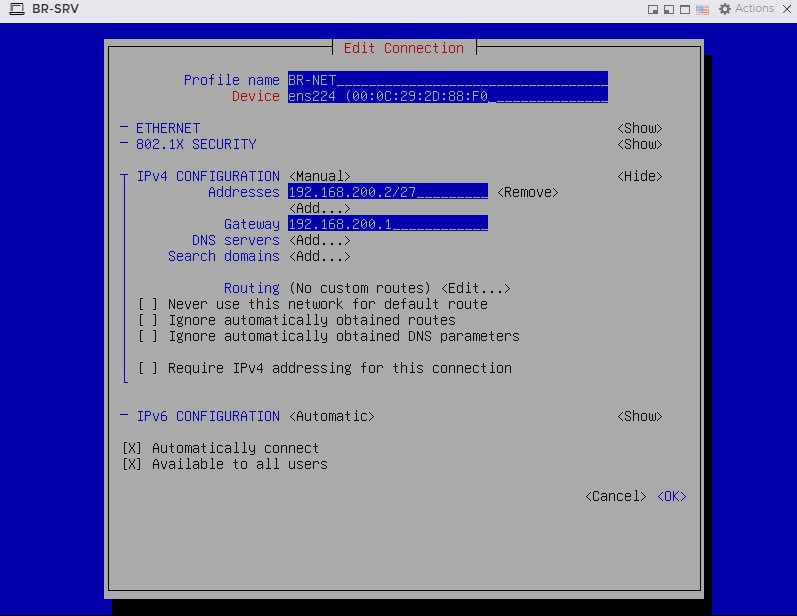 BR-SRV Actions
Edit Connection
Profile name BR-NET
Device ens224 (00:0C:29:2D:88:F0
ETHERNET <Show>
802.1X SECURITY <Show>
IPv4 CONFIGURATION <Manual> <Hide>
Addresses 192.168.200.2/27 <Remove>
<Add...>
Gateway 192.168.200.1
DNS servers <Add...>
Search domains <Add...>
Routing (No custom routes) <Edit...>
[ ] Never use this network for default route
[ ] Ignore automatically obtained routes
[ ] Ignore automatically obtained DNS parameters
[ ] Require IPv4 addressing for this connection
IPv6 CONFIGURATION <Automatic> <Show>
[X] Automatically connect
[X] Available to all users
<Cancel> <OK>